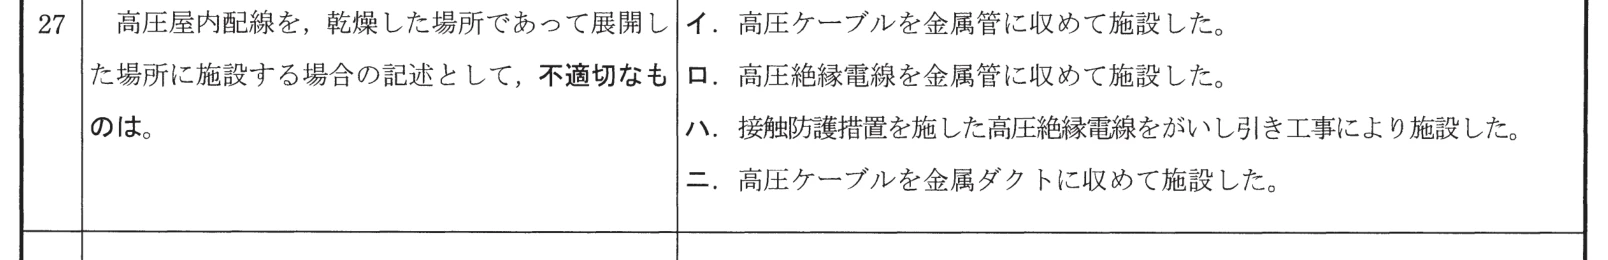 27
高圧屋内配線を，乾燥した場所であって展開し
た場所に施設する場合の記述として，不適切なも
のは。
イ．高圧ケーブルを金属管に収めて施設した。
ロ．高圧絶縁電線を金属管に収めて施設した。
ハ．接触防護措置を施した高圧絶縁電線をがいし引き工事により施設した。
ニ．高圧ケーブルを金属ダクトに収めて施設した。